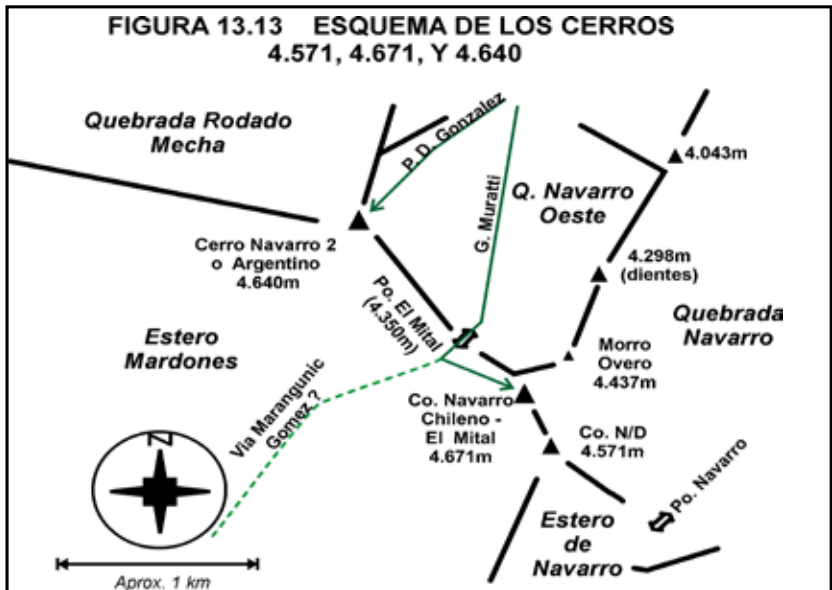 FIGURA 13.13 ESQUEMA DE LOS CERROS
4.571, 4.671, Y 4.640
Quebrada Rodado
Mecha
P. D. Gonzalez
G. Muratti
Q. Navarro
Oeste
4.043m
Cerro Navarro 2
o Argentino
4.640m
4.298m
(dientes)
Po. El Mital
(4.350m)
Quebrada
Navarro
Estero
Mardones
Morro
Overo
4.437m
Via Marangunic
Gomez ?
Co. Navarro
Chileno -
El Mital
4.671m
Co. N/D
4.571m
Po. Navarro
N
Estero
de
Navarro
Aprox. 1 km